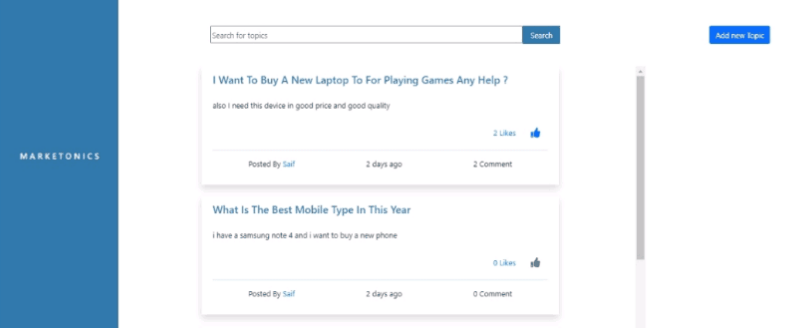 Search for topics
Search
Add new Topic
MARKETONICS
I Want To Buy A New Laptop To For Playing Games Any Help ?
also i need this device in good price and good quality
2 Likes
Posted By Saif
2 days ago
2 Comment
What Is The Best Mobile Type In This Year
i have a samsung note 4 and i want to buy a new phone
0 Likes
Posted By Saif
2 days ago
0 Comment